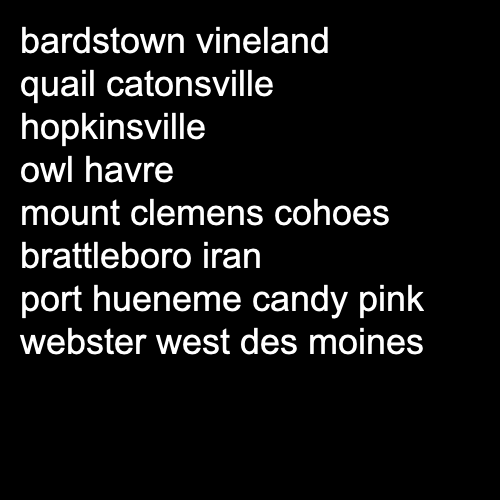 bardstown vineland
quail catonsville
hopkinsville
owl havre
mount clemens cohoes
brattleboro iran
port hueneme candy pink
webster west des moines